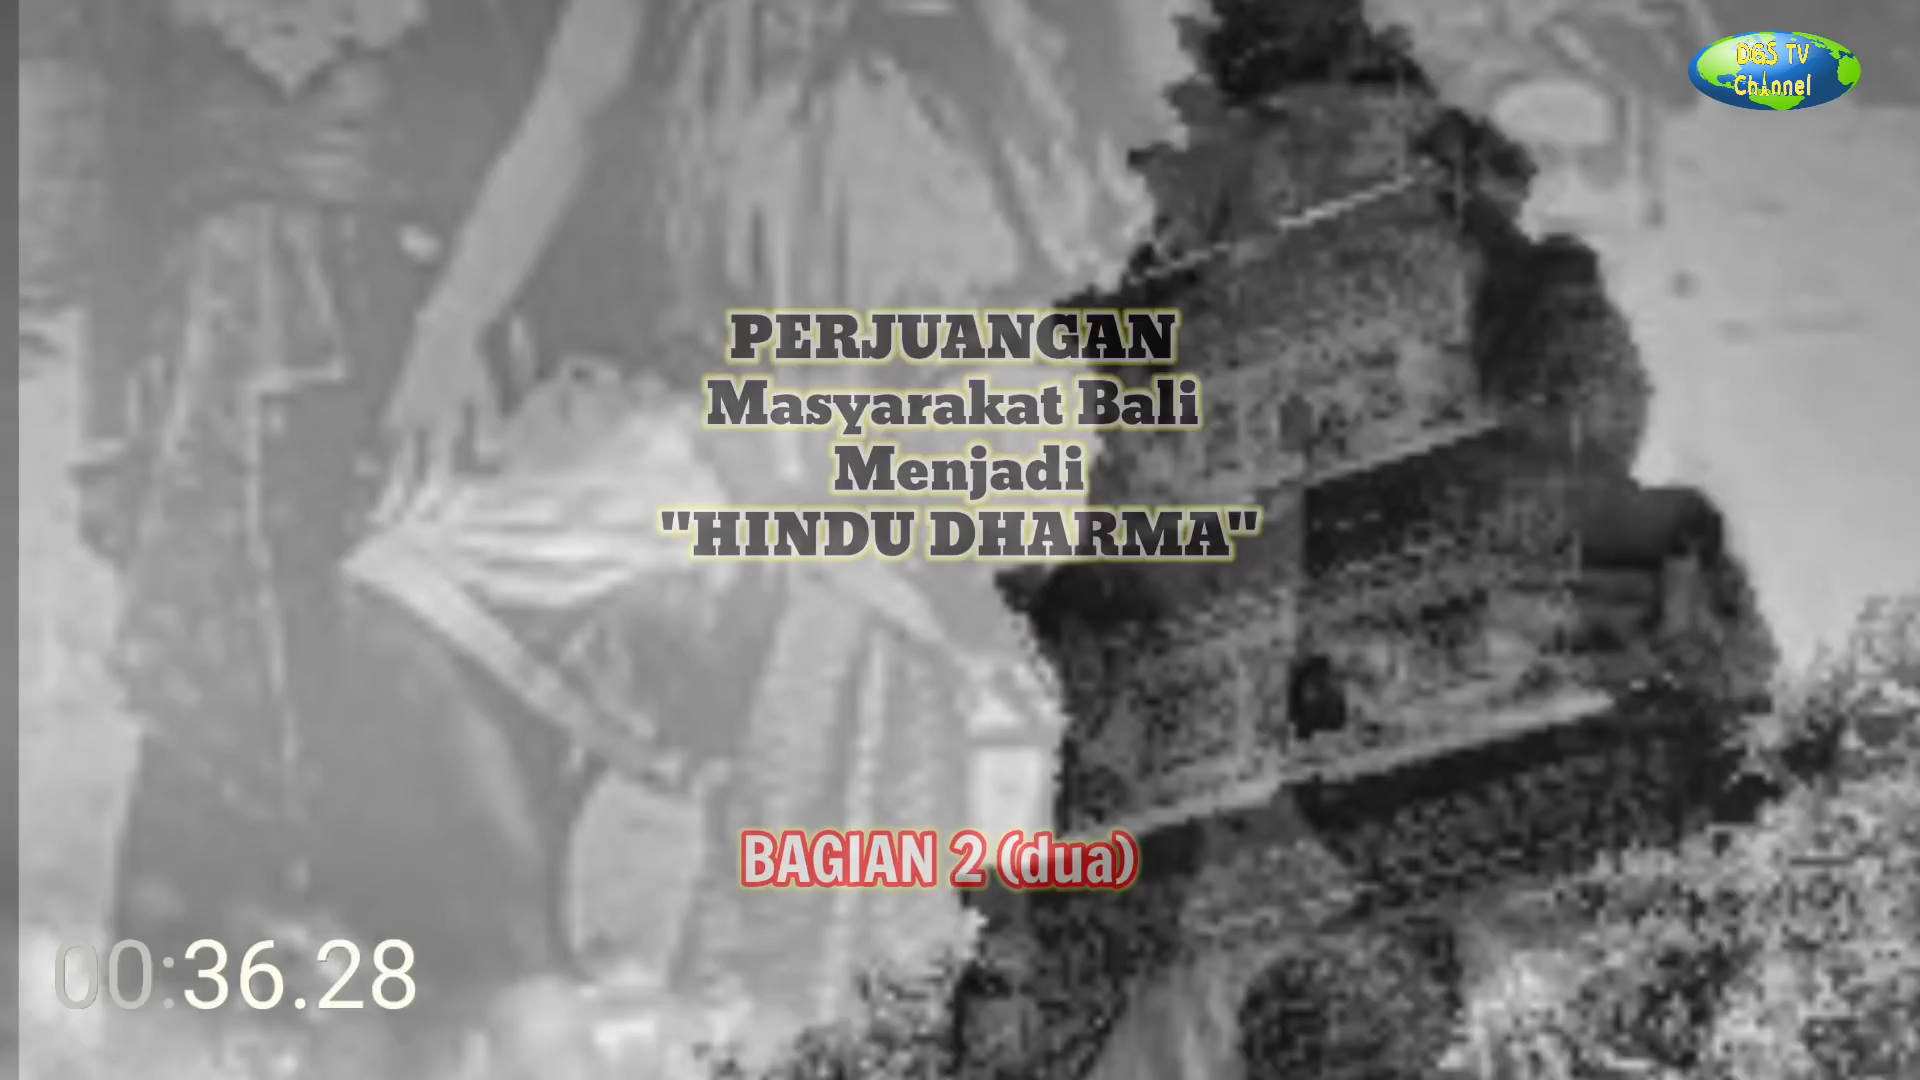 DGS TV
Channel
PERJUANGAN
Masyarakat Bali
Menjadi
"HINDU DHARMA"
BAGIAN 2 (dua)
00:36.28